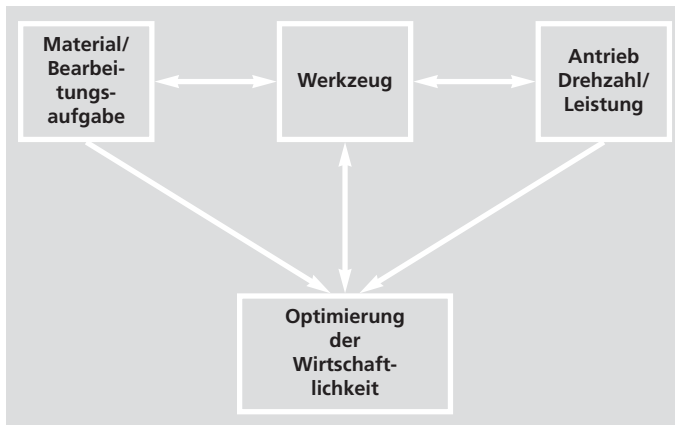 Material/
Bearbei-
tungs-
aufgabe
Werkzeug
Antrieb
Drehzahl/
Leistung
Optimierung
der
Wirtschaft-
lichkeit